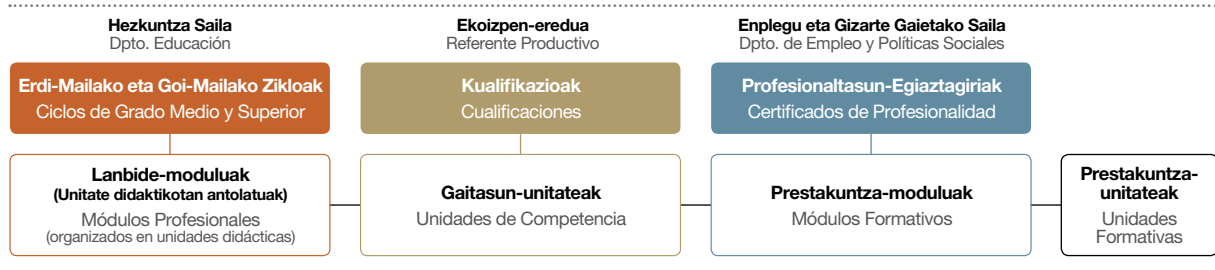 Hezkuntza Saila
Dpto. Educación
Ekoizpen-eredua
Referente Productivo
Enplegu eta Gizarte Gaietako Saila
Dpto. de Empleo y Políticas Sociales
Erdi-Mailako eta Goi-Mailako Zikloak
Ciclos de Grado Medio y Superior
Kualifikazioak
Cualificaciones
Profesionaltasun-Egiaztagiriak
Certificados de Profesionalidad
Lanbide-moduluak
(Unitate didaktikotan antolatuak)
Módulos Profesionales
(organizados en unidades didácticas)
Gaitasun-unitateak
Unidades de Competencia
Prestakuntza-moduluak
Módulos Formativos
Prestakuntza-
unitateak
Unidades
Formativas